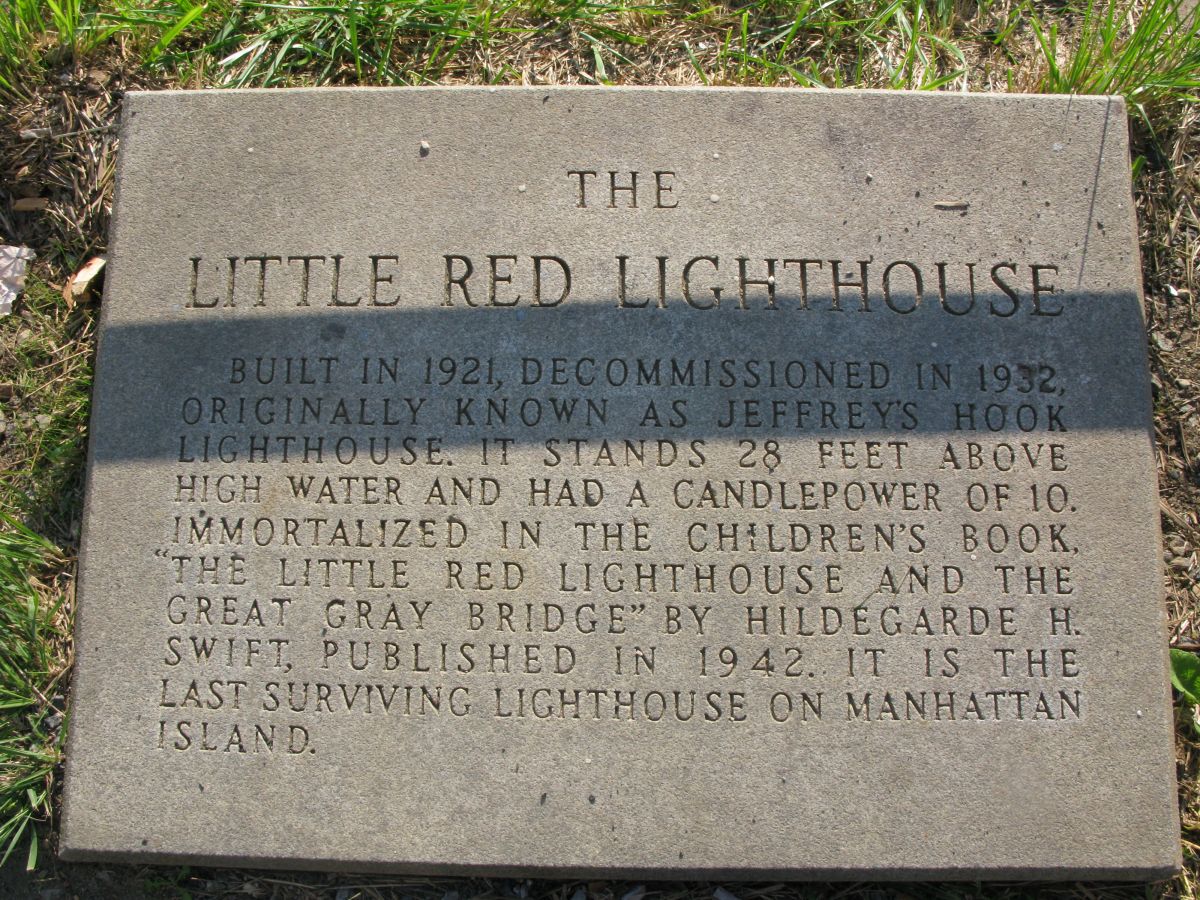 THE
LITTLE RED LIGHTHOUSE
BUILT IN 1921, DECOMMISSIONED IN 1932,
ORIGINALLY KNOWN AS JEFFREY'S HOOK
LIGHTHOUSE. IT STANDS 28 FEET ABOVE
HIGH WATER AND HAD A CANDLEPOWER OF 10.
IMMORTALIZED IN THE CHILDREN'S BOOK,
"THE LITTLE RED LIGHTHOUSE AND THE
GREAT GRAY BRIDGE" BY HILDEGARDE H.
SWIFT, PUBLISHED IN 1942. IT IS THE
LAST SURVIVING LIGHTHOUSE ON MANHATTAN
ISLAND.